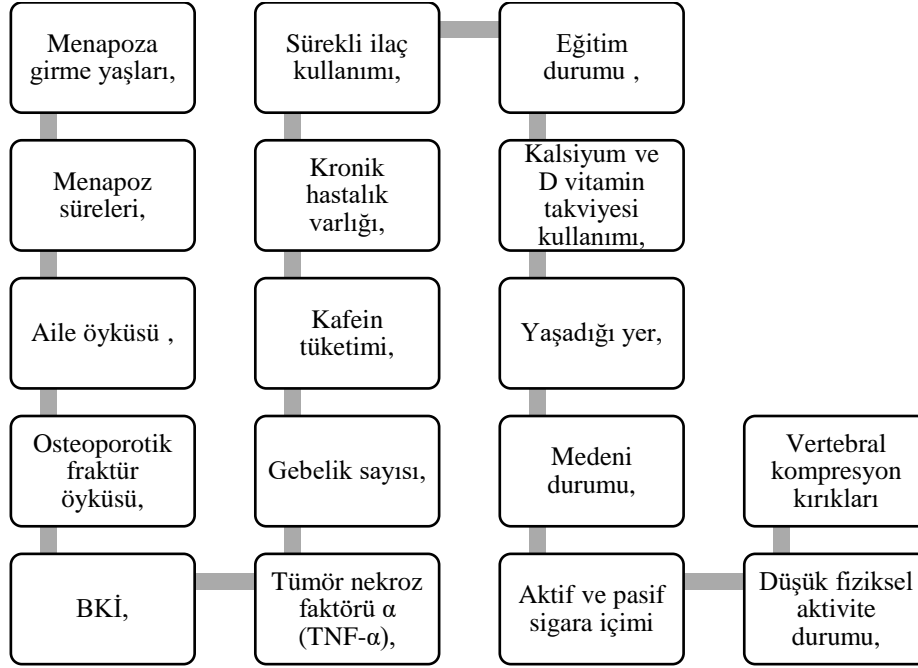 Menapoza
girme yaşları,
Menapoz
süreleri,
Aile öyküsü ,
Osteoporotik
fraktür
öyküsü,
BKİ,
Tümör nekroz
faktörü α
(TNF-α),
Gebelik sayısı,
Kafein
tüketimi,
Kronik
hastalık
varlığı,
Sürekli ilaç
kullanımı,
Eğitim
durumu ,
Kalsiyum ve
D vitamin
takviyesi
kullanımı,
Yaşadığı yer,
Medeni
durumu,
Aktif ve pasif
sigara içimi
Düşük fiziksel
aktivite
durumu,
Vertebral
kompresyon
kırıkları